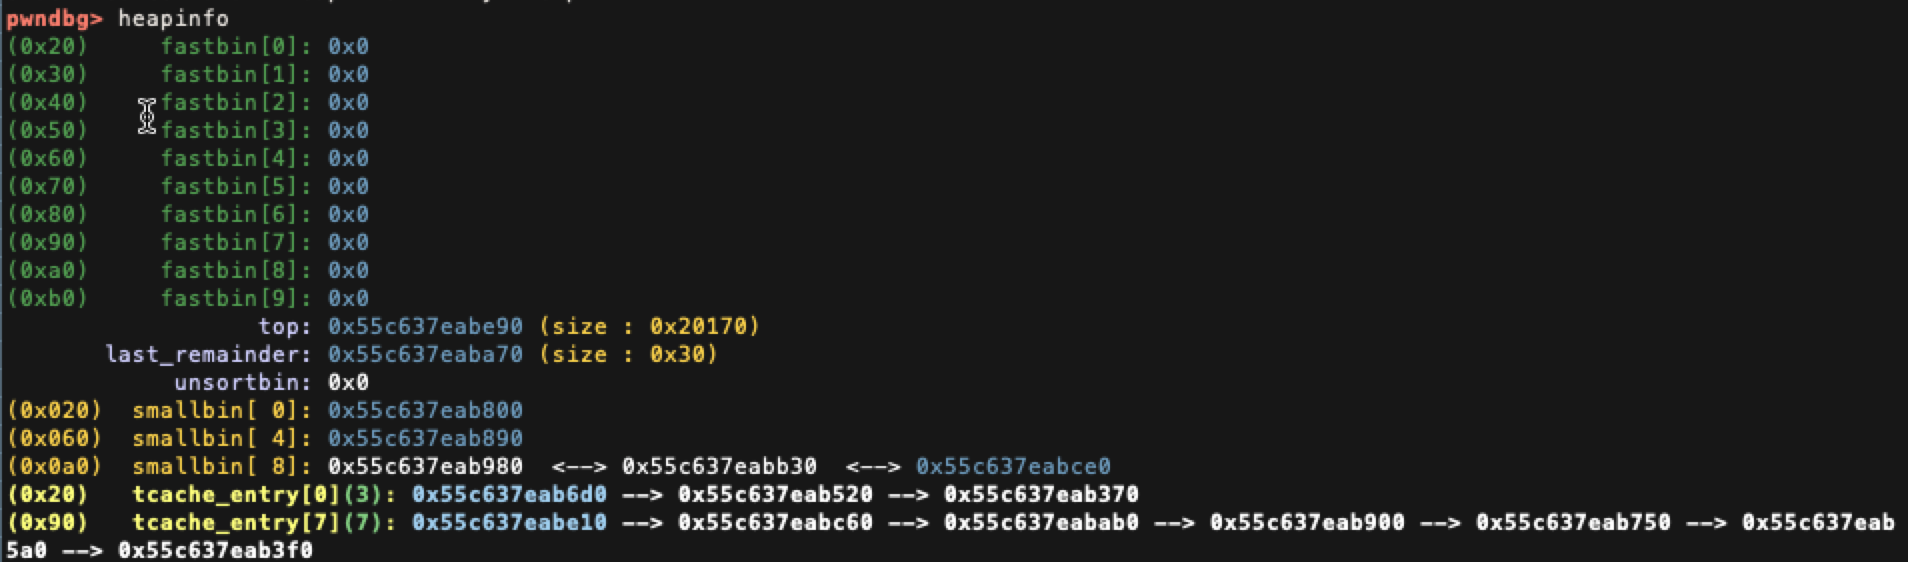 pwndbg> heapinfo
(0x20)     fastbin[0]: 0x0
(0x30)     fastbin[1]: 0x0
(0x40)     fastbin[2]: 0x0
(0x50)     fastbin[3]: 0x0
(0x60)     fastbin[4]: 0x0
(0x70)     fastbin[5]: 0x0
(0x80)     fastbin[6]: 0x0
(0x90)     fastbin[7]: 0x0
(0xa0)     fastbin[8]: 0x0
(0xb0)     fastbin[9]: 0x0
top: 0x55c637eabe90 (size : 0x20170)
last_remainder: 0x55c637eaba70 (size : 0x30)
unsortbin: 0x0
(0x020)  smallbin[ 0]: 0x55c637eab800
(0x060)  smallbin[ 4]: 0x55c637eab890
(0x0a0)  smallbin[ 8]: 0x55c637eab980  <--> 0x55c637eabb30  <--> 0x55c637eabce0
(0x20)   tcache_entry[0](3): 0x55c637eab6d0 --> 0x55c637eab520 --> 0x55c637eab370
(0x90)   tcache_entry[7](7): 0x55c637eabe10 --> 0x55c637eabc60 --> 0x55c637eabab0 --> 0x55c637eab900 --> 0x55c637eab750 --> 0x55c637eab
5a0 --> 0x55c637eab3f0